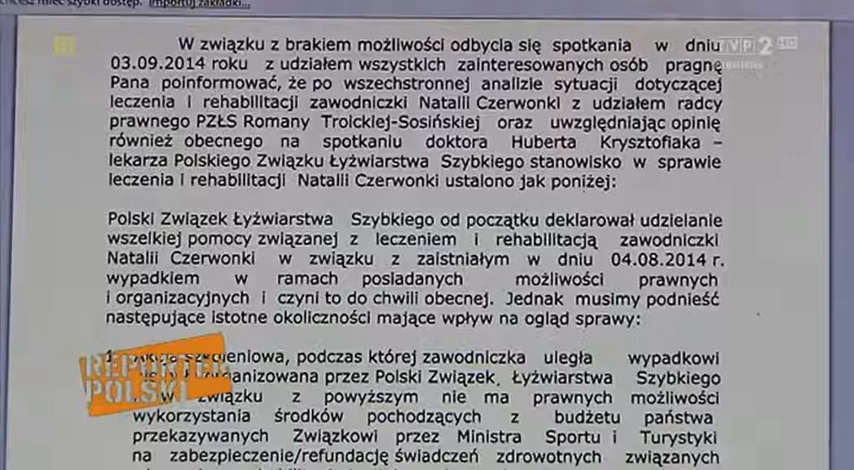 szybki dostęp. Importuj zakładki...
W związku z brakiem możliwości odbycia się spotkania w dniu
03.09.2014 roku z udziałem wszystkich zainteresowanych osób pragnę
Pana poinformować, że po wszechstronnej analizie sytuacji dotyczącej
leczenia i rehabilitacji zawodniczki Natalii Czerwonki z udziałem radcy
prawnego PZŁS Romany Troickiej-Sosińskiej oraz uwzględniając opinię
również obecnego na spotkaniu doktora Huberta Krysztofiaka –
lekarza Polskiego Związku Łyżwiarstwa Szybkiego stanowisko w sprawie
leczenia i rehabilitacji Natalii Czerwonki ustalono jak poniżej:
Polski Związek Łyżwiarstwa Szybkiego od początku deklarował udzielanie
wszelkiej pomocy związanej z leczeniem i rehabilitacją zawodniczki
Natalii Czerwonki w związku z zaistniałym w dniu 04.08.2014 r.
wypadkiem w ramach posiadanych możliwości prawnych
i organizacyjnych i czyni to do chwili obecnej. Jednak musimy podnieść
następujące istotne okoliczności mające wpływ na ogląd sprawy:
podczas której zawodniczka uległa wypadkowi
przez Polski Związek, Łyżwiarstwa Szybkiego
związku z powyższym nie ma prawnych możliwości
wykorzystania środków pochodzących z budżetu państwa
przekazywanych Związkowi przez Ministra Sportu i Turystyki
na zabezpieczenie/refundację świadczeń zdrowotnych związanych
TVP2 HD
REPORTER
POLSKI